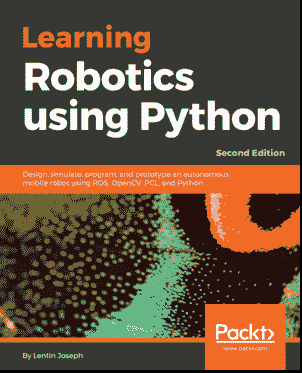 Learning
Robotics
using Python
Second Edition
Design, simulate, program, and prototype an autonomous
mobile robot using ROS, OpenCV, PCL, and Python
Packt>
www.packt.com
By Lentin Joseph